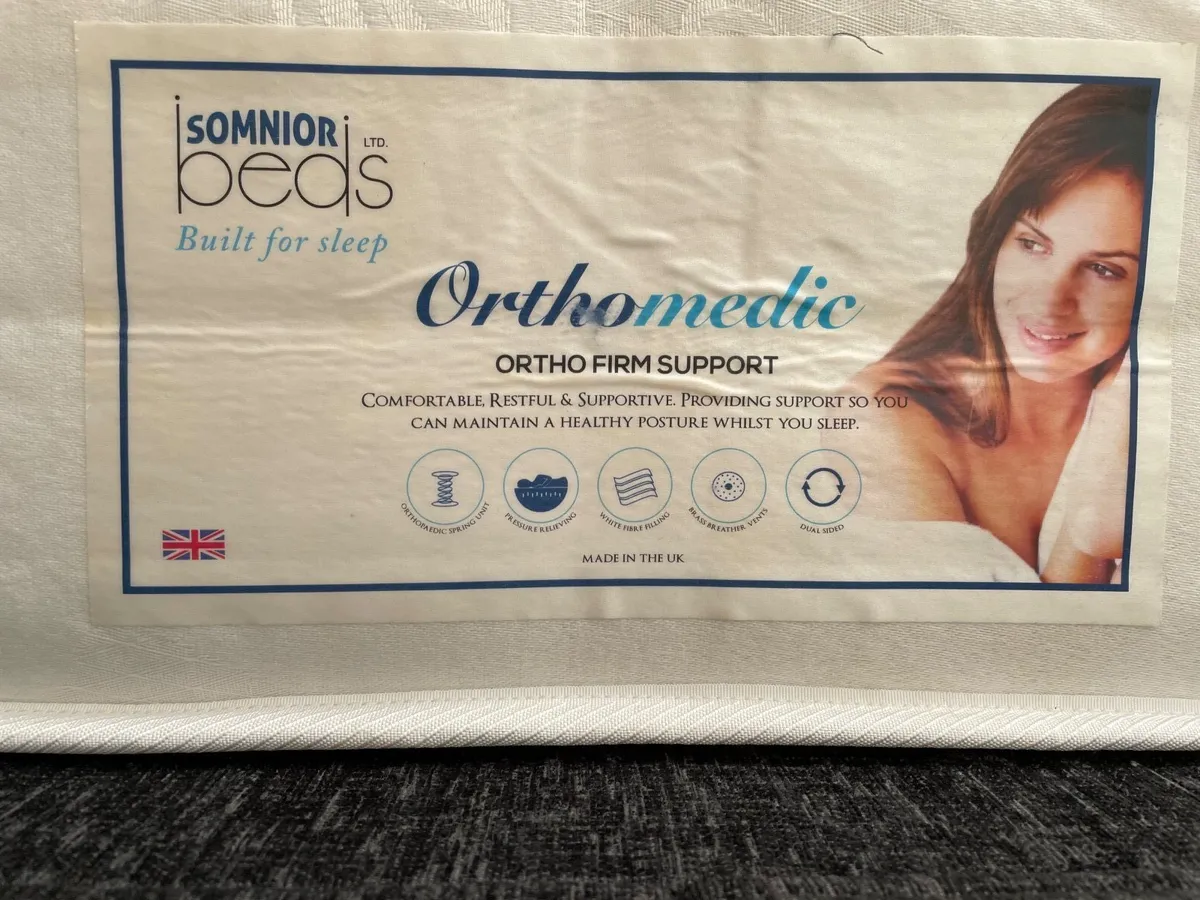 SOMNIOR
beds LTD.
Built for sleep
Orthomedic
ORTHO FIRM SUPPORT
COMFORTABLE, RESTFUL & SUPPORTIVE. PROVIDING SUPPORT SO YOU
CAN MAINTAIN A HEALTHY POSTURE WHILST YOU SLEEP.
ORTHOPAEDIC SPRING UNIT
PRESSURE RELIEVING
WHITE FIBRE FILLING
BRASS BREATHER VENTS
DUAL SIDED
MADE IN THE UK